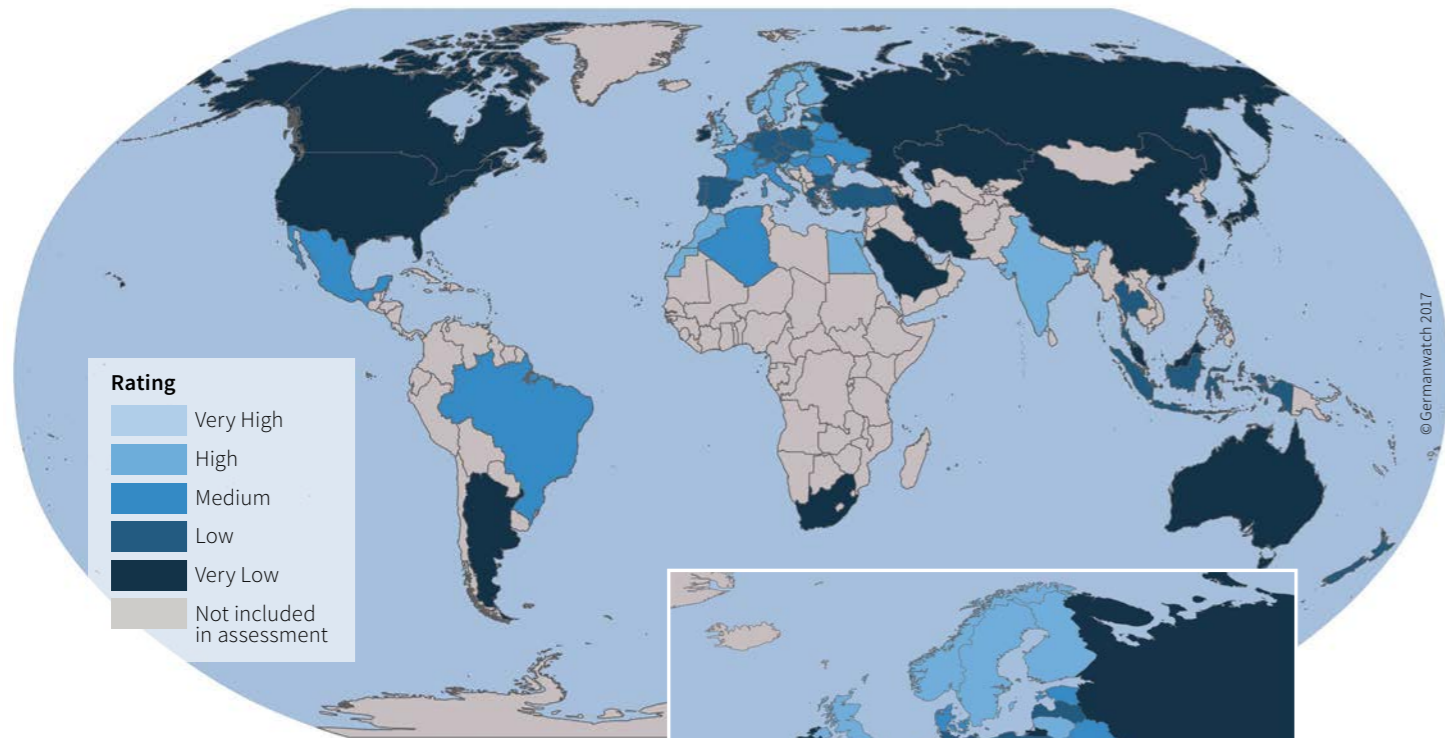 Rating
Very High
High
Medium
Low
Very Low
Not included
in assessment
© Germanwatch 2017